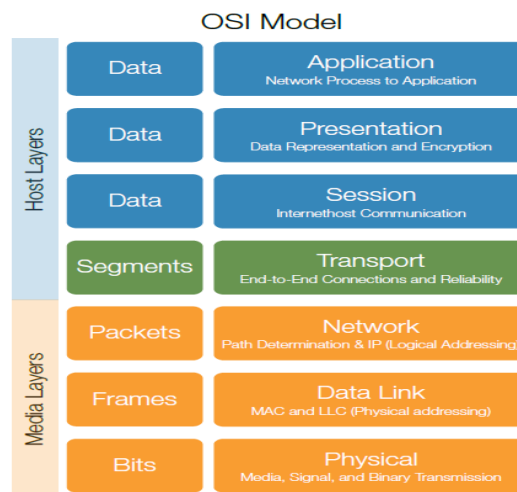 OSI Model
Host Layers
Data
Application
Network Process to Application
Data
Presentation
Data Representation and Encryption
Data
Session
Internethost Communication
Segments
Transport
End-to-End Connections and Reliability
Media Layers
Packets
Network
Path Determination & IP (Logical Addressing)
Frames
Data Link
MAC and LLC (Physical addressing)
Bits
Physical
Media, Signal, and Binary Transmission